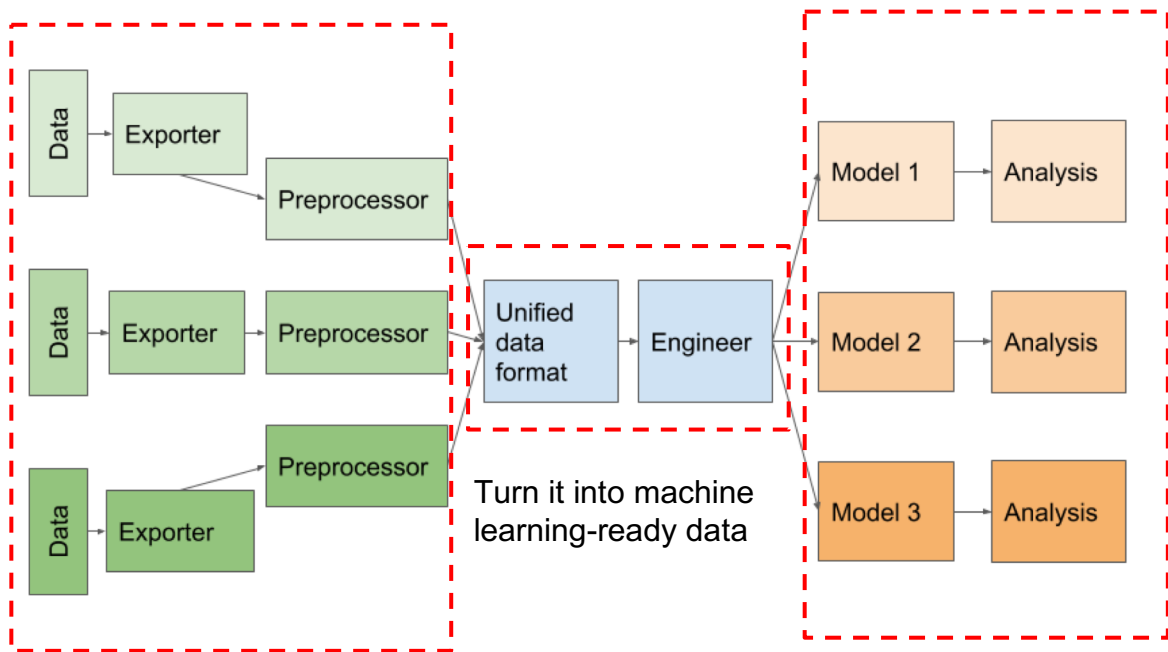 Data
Exporter
Preprocessor
Data
Exporter
Preprocessor
Data
Exporter
Preprocessor
Unified
data
format
Engineer
Turn it into machine
learning-ready data
Model 1
Analysis
Model 2
Analysis
Model 3
Analysis